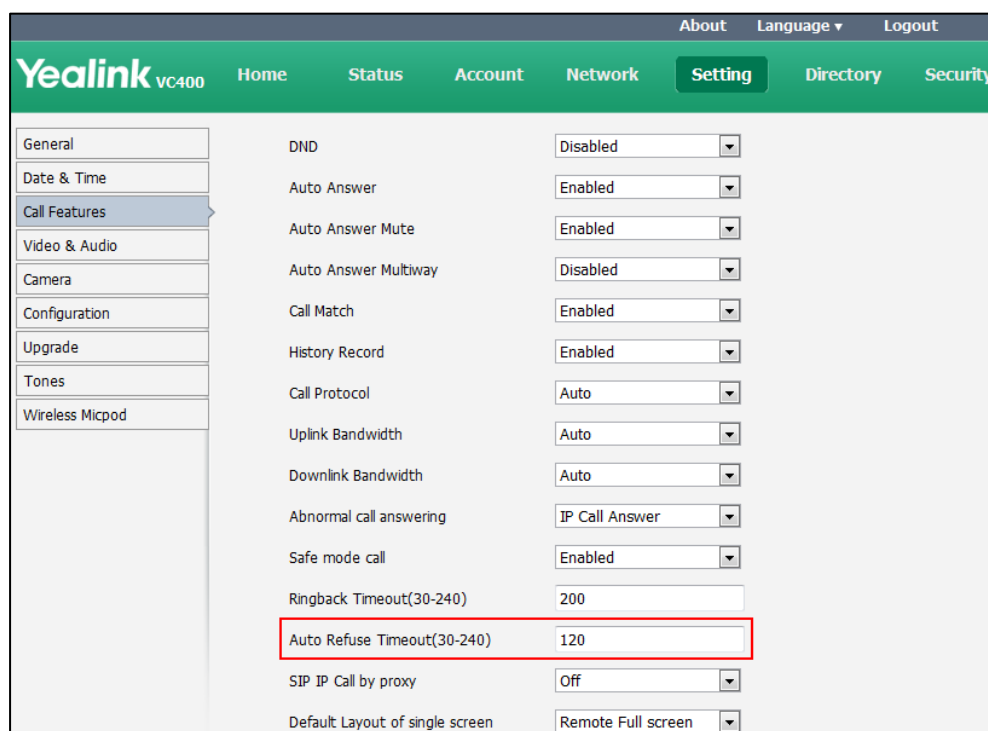 About Language ▾ Logout
Yealink VC400 Home Status Account Network Setting Directory Security
General
Date & Time
Call Features
Video & Audio
Camera
Configuration
Upgrade
Tones
Wireless Micpod
DND Disabled
Auto Answer Enabled
Auto Answer Mute Enabled
Auto Answer Multiway Disabled
Call Match Enabled
History Record Enabled
Call Protocol Auto
Uplink Bandwidth Auto
Downlink Bandwidth Auto
Abnormal call answering IP Call Answer
Safe mode call Enabled
Ringback Timeout(30-240) 200
Auto Refuse Timeout(30-240) 120
SIP IP Call by proxy Off
Default Layout of single screen Remote Full screen